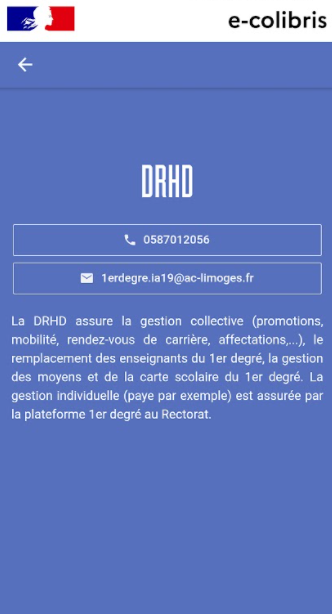 e-colibris
DRHD
0587012056
1erdegre.ia19@ac-limoges.fr
La DRHD assure la gestion collective (promotions,
mobilité, rendez-vous de carrière, affectations,...), le
remplacement des enseignants du 1er degré, la gestion
des moyens et de la carte scolaire du 1er degré. La
gestion individuelle (paye par exemple) est assurée par
la plateforme 1er degré au Rectorat.